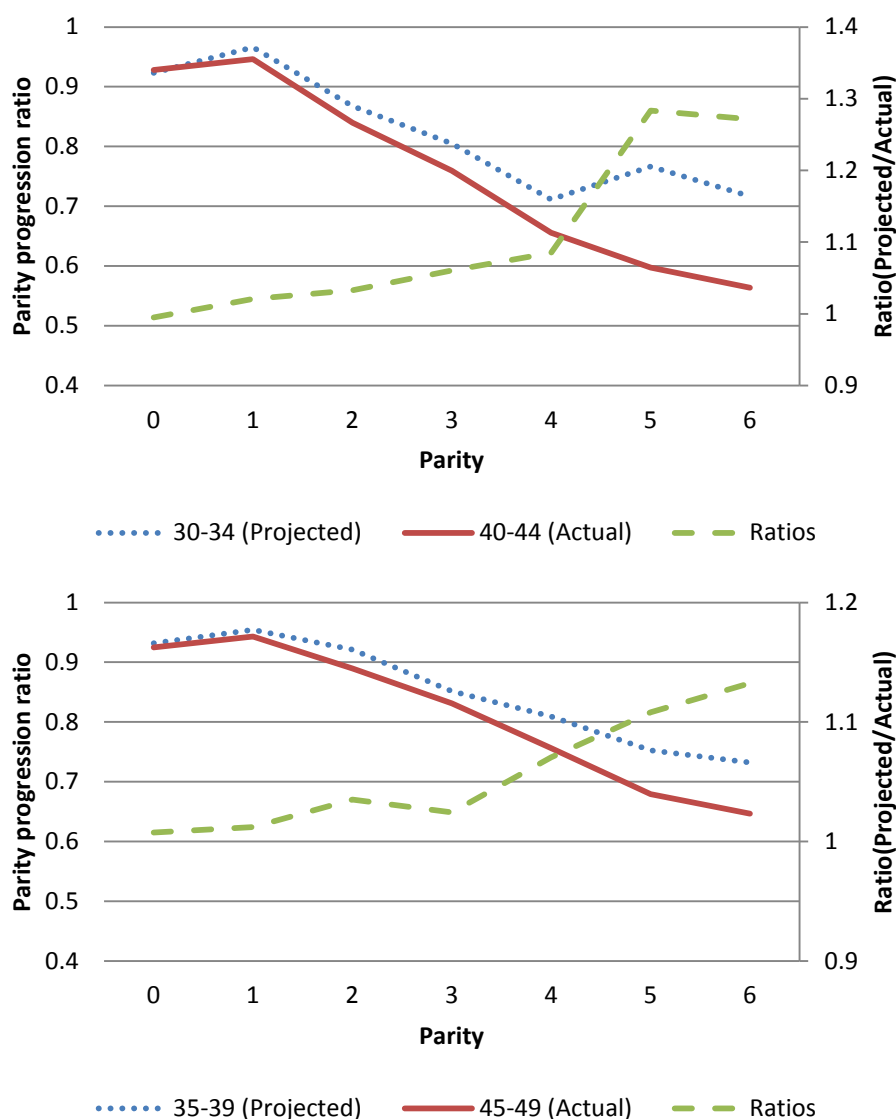 1
0.9
0.8
0.7
0.6
0.5
0.4
Parity progression ratio
1.4
1.3
1.2
1.1
1
0.9
Ratio(Projected/Actual)
0 1 2 3 4 5 6
Parity
30-34 (Projected) 40-44 (Actual) Ratios
1
0.9
0.8
0.7
0.6
0.5
0.4
Parity progression ratio
1.2
1.1
1
0.9
Ratio(Projected/Actual)
0 1 2 3 4 5 6
Parity
35-39 (Projected) 45-49 (Actual) Ratios